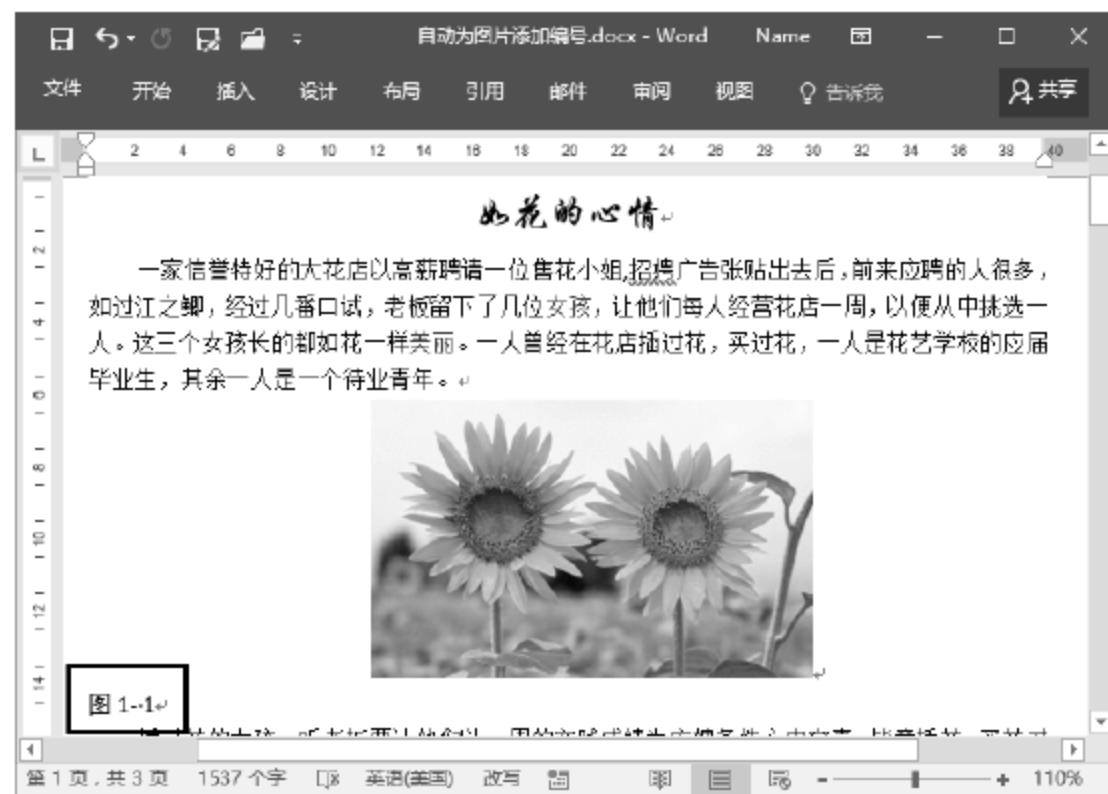 自动为图片添加编号.docx - Word Name
文件 开始 插入 设计 布局 引用 邮件 审阅 视图 告诉我 共享
L 2 4 6 8 10 12 14 16 18 20 22 24 26 28 30 32 34 36 38 40
如花的心情
一家信誉特好的大花店以高薪聘请一位售花小姐,招聘广告张贴出去后,前来应聘的人很多，
如过江之鲫，经过几番口试，老板留下了几位女孩，让他们每人经营花店一周，以便从中挑选一
人。这三个女孩长的都如花一样美丽。一人曾经在花店插过花，买过花，一人是花艺学校的应届
毕业生，其余一人是一个待业青年。
2
4
6
8
10
12
14
图 1-1
第 1 页，共 3 页 1537 个字 英语(美国) 改写 110%